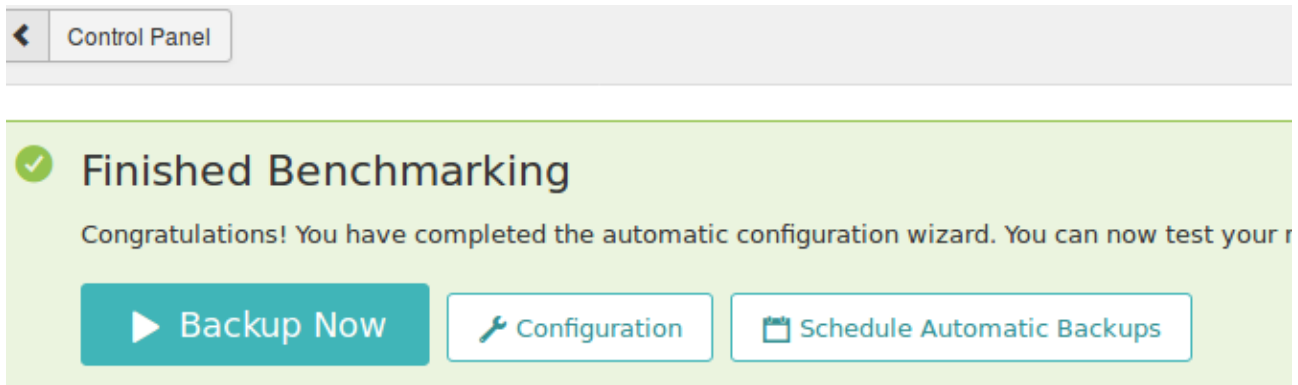 Control Panel
Finished Benchmarking
Congratulations! You have completed the automatic configuration wizard. You can now test your
Backup Now Configuration Schedule Automatic Backups